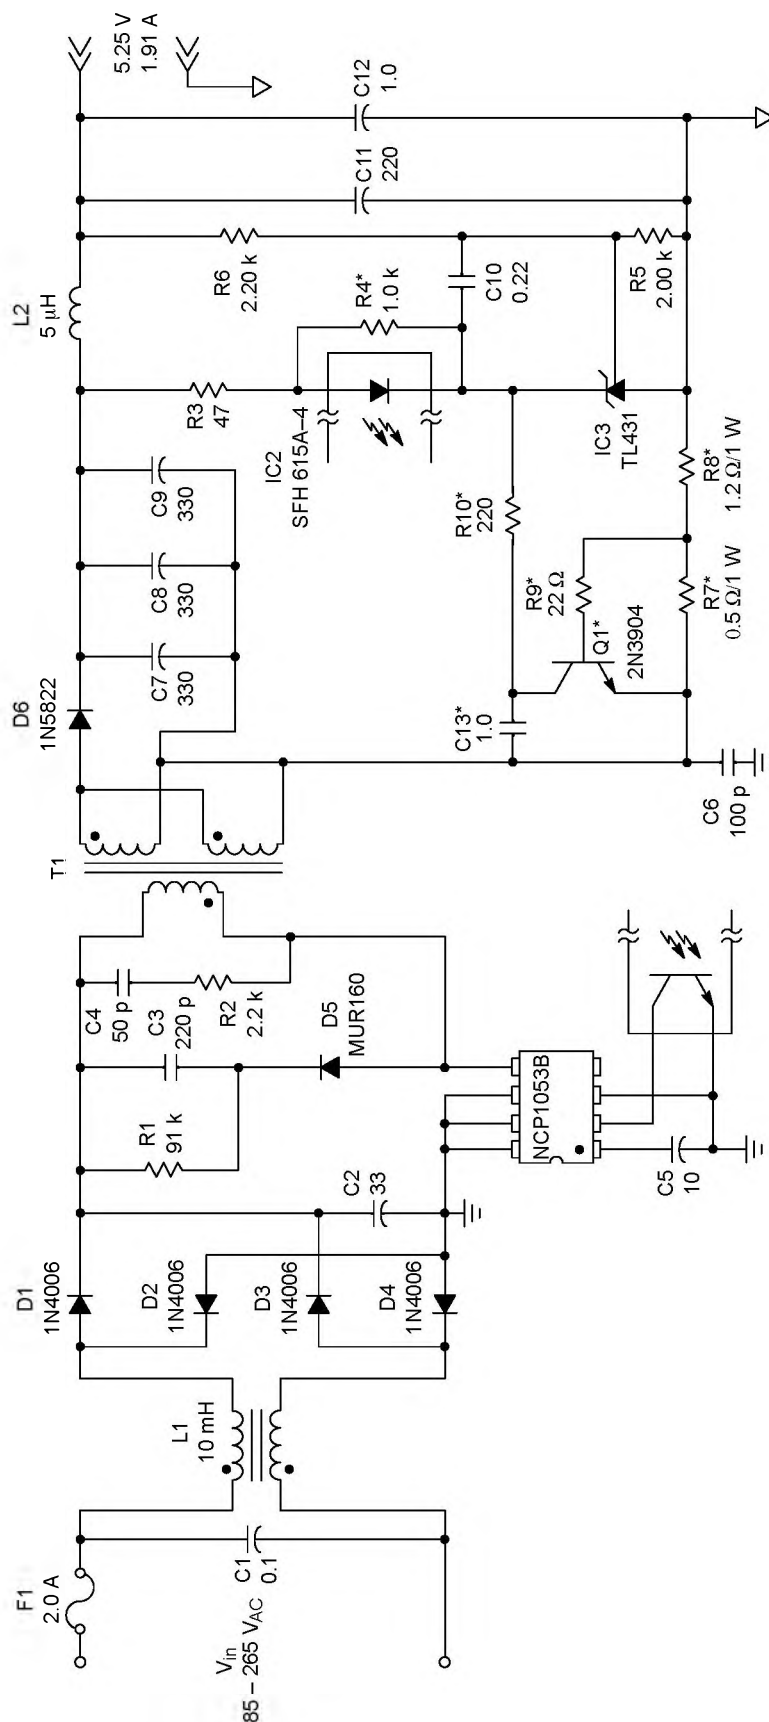 F1
2.0 A
Vin
85 – 265 VAC
C1
0.1
L1
10 mH
D1
1N4006
D2
1N4006
D3
1N4006
D4
1N4006
C2
33
R1
91 k
C3
220 p
C4
50 p
R2
2.2 k
D5
MUR160
NCP1053B
C5
10
T1
D6
1N5822
C7
330
C8
330
C9
330
L2
5 µH
5.25 V
1.91 A
R3
47
IC2
SFH 615A–4
R4*
1.0 k
R6
2.20 k
C10
0.22
C11
220
C12
1.0
R5
2.00 k
IC3
TL431
R10*
220
R9*
22 Ω
Q1*
2N3904
C13*
1.0
R8*
1.2 Ω/1 W
R7*
0.5 Ω/1 W
C6
100 p